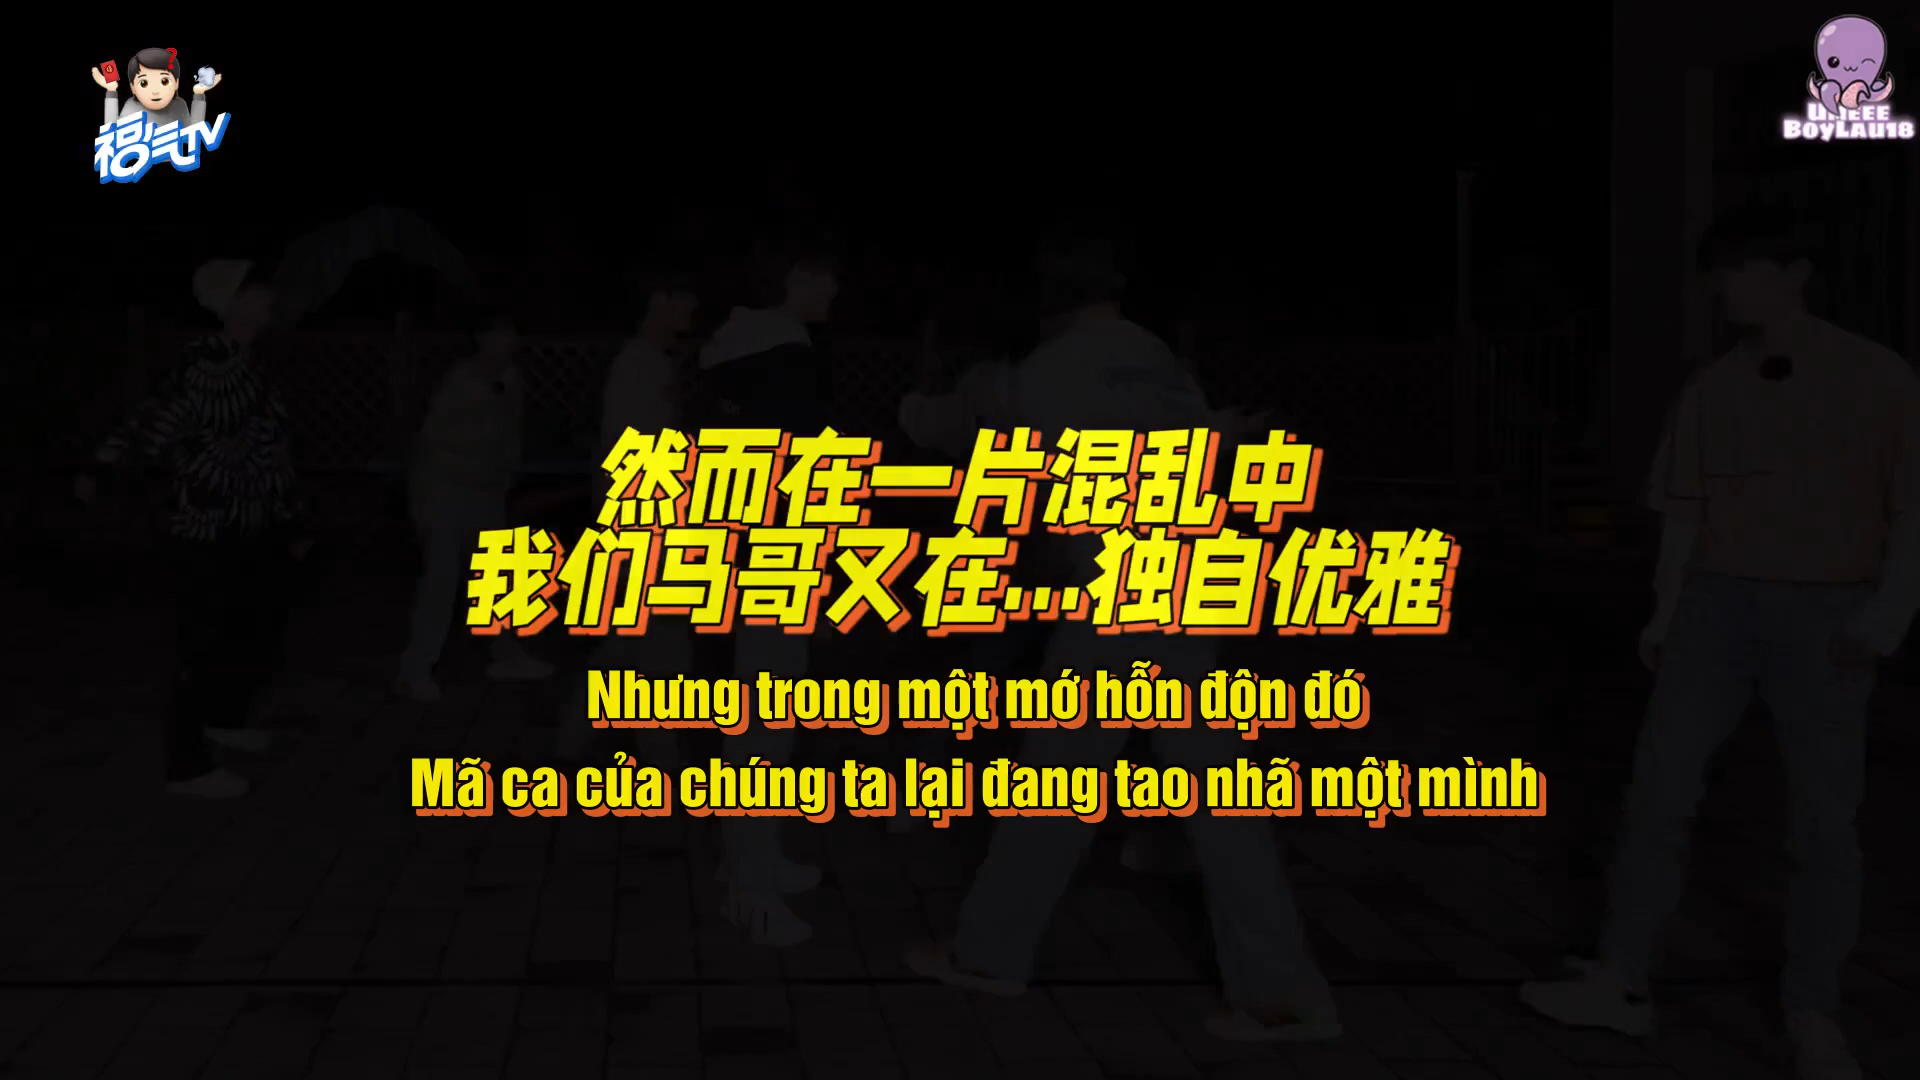 福气TV
BoyLAU18
然而在一片混乱中
我们马哥又在...独自优雅
Nhưng trong một mớ hỗn độn đó
Mã ca của chúng ta lại đang tao nhã một mình